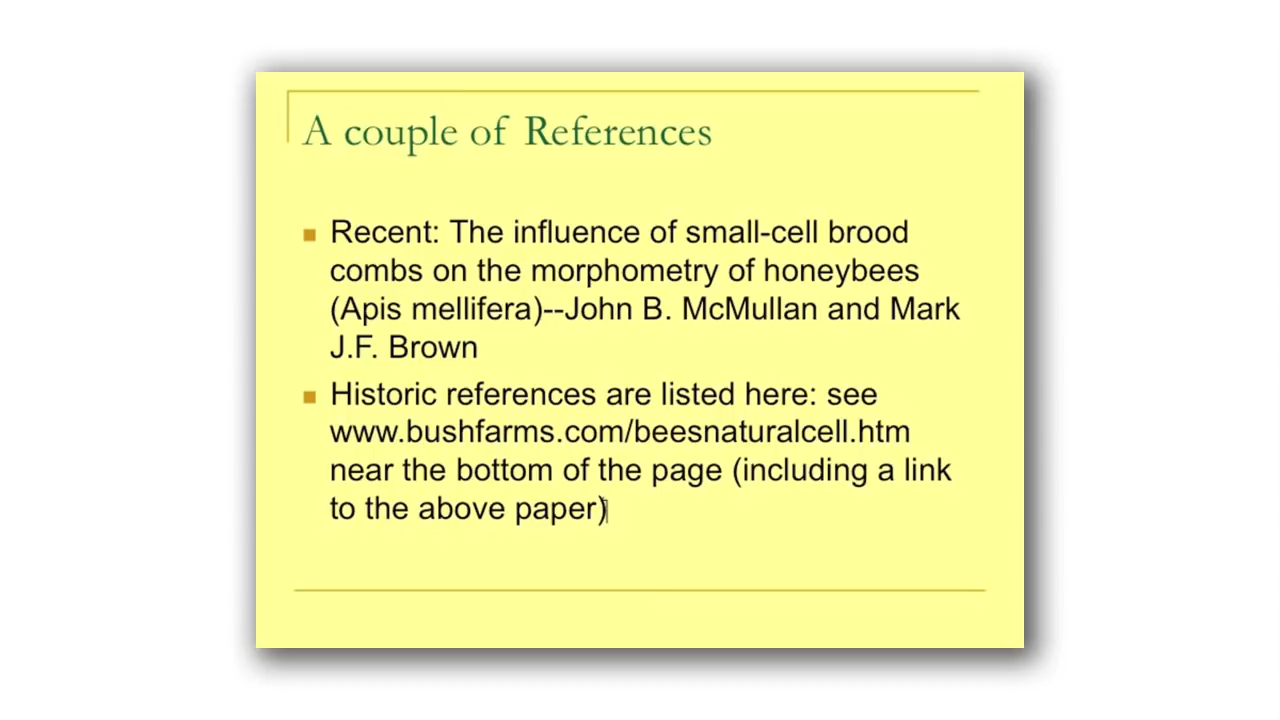 A couple of References
Recent: The influence of small-cell brood
combs on the morphometry of honeybees
(Apis mellifera)--John B. McMullan and Mark
J.F. Brown
Historic references are listed here: see
www.bushfarms.com/beesnaturalcell.htm
near the bottom of the page (including a link
to the above paper)